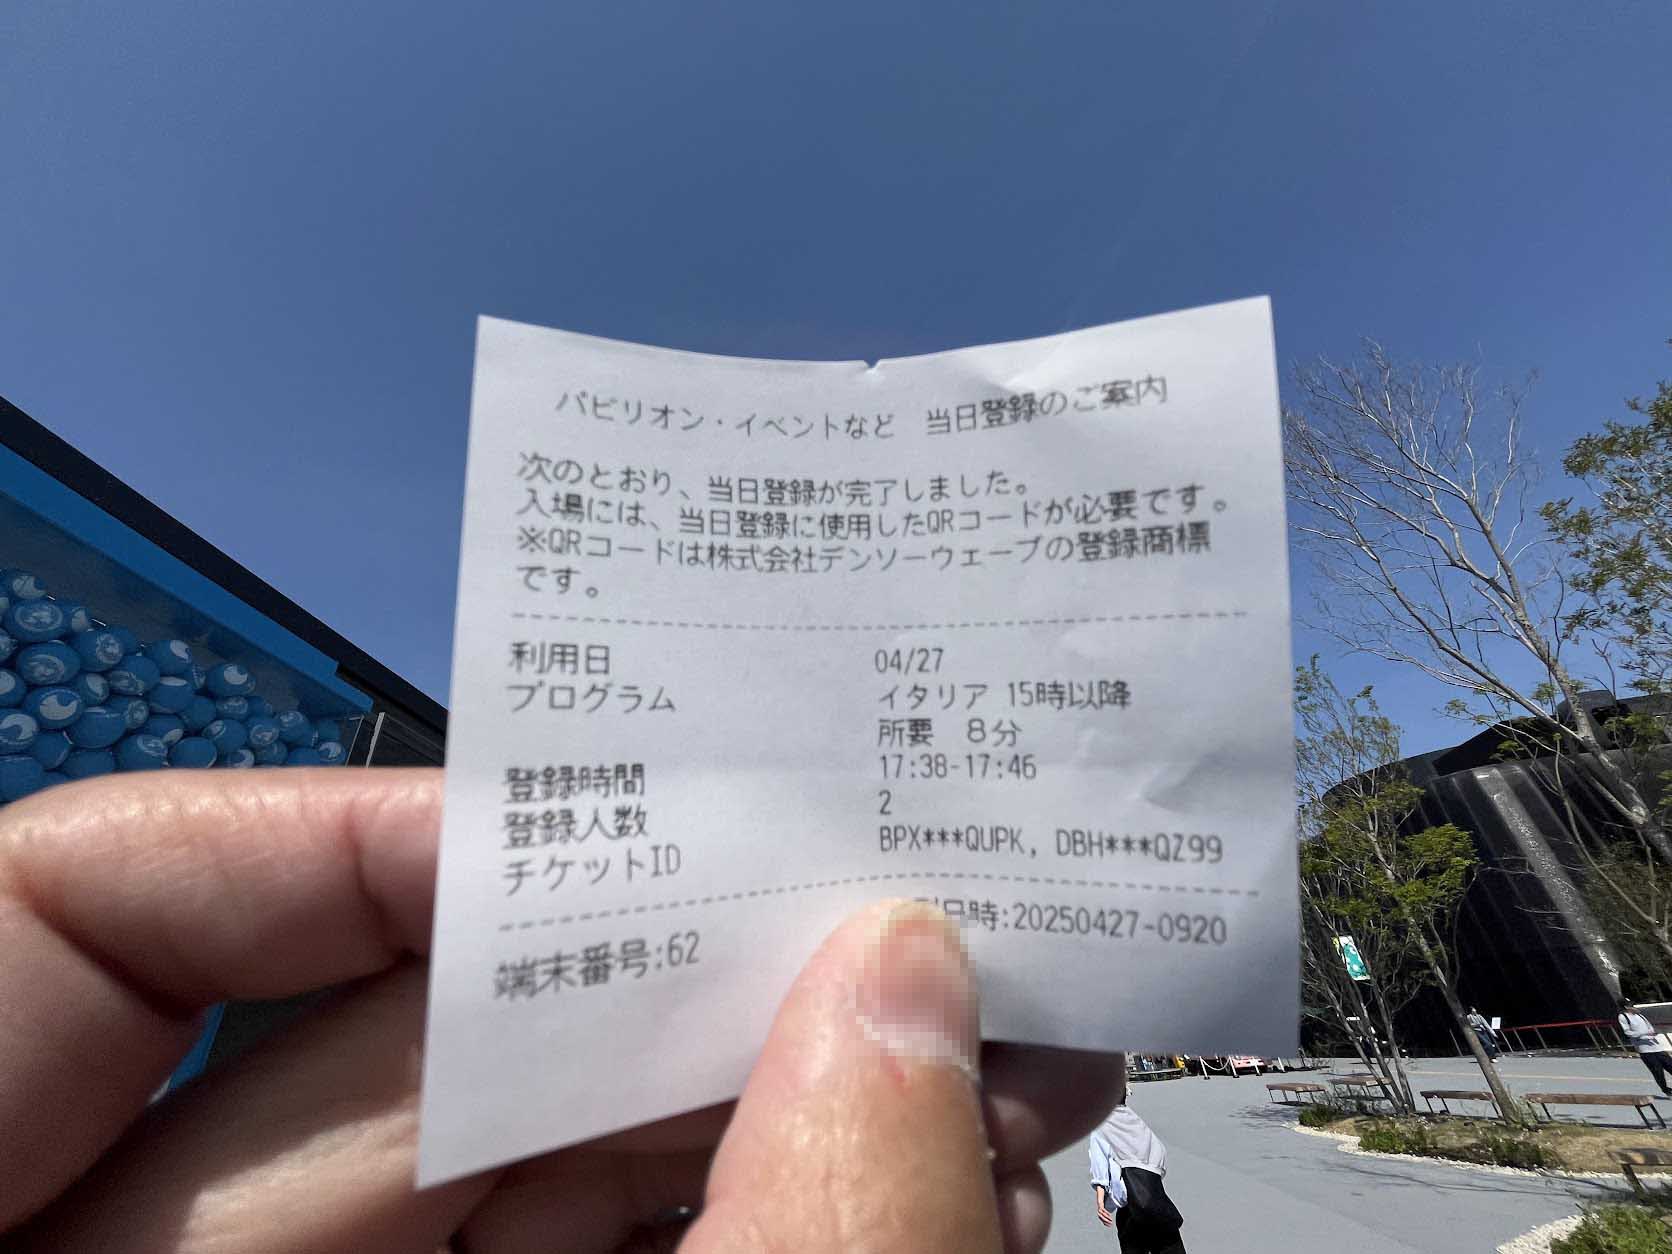 パビリオン・イベントなど 当日登録のご案内
次のとおり、当日登録が完了しました。
入場には、当日登録に使用したQRコードが必要です。
※QRコードは株式会社デンソーウェーブの登録商標
です。
利用日 04/27
プログラム イタリア 15時以降
所要 8分
登録時間 17:38-17:46
登録人数 2
チケットID BPX***QUPK, DBH***QZ99
端末番号:62 日時:20250427-0920